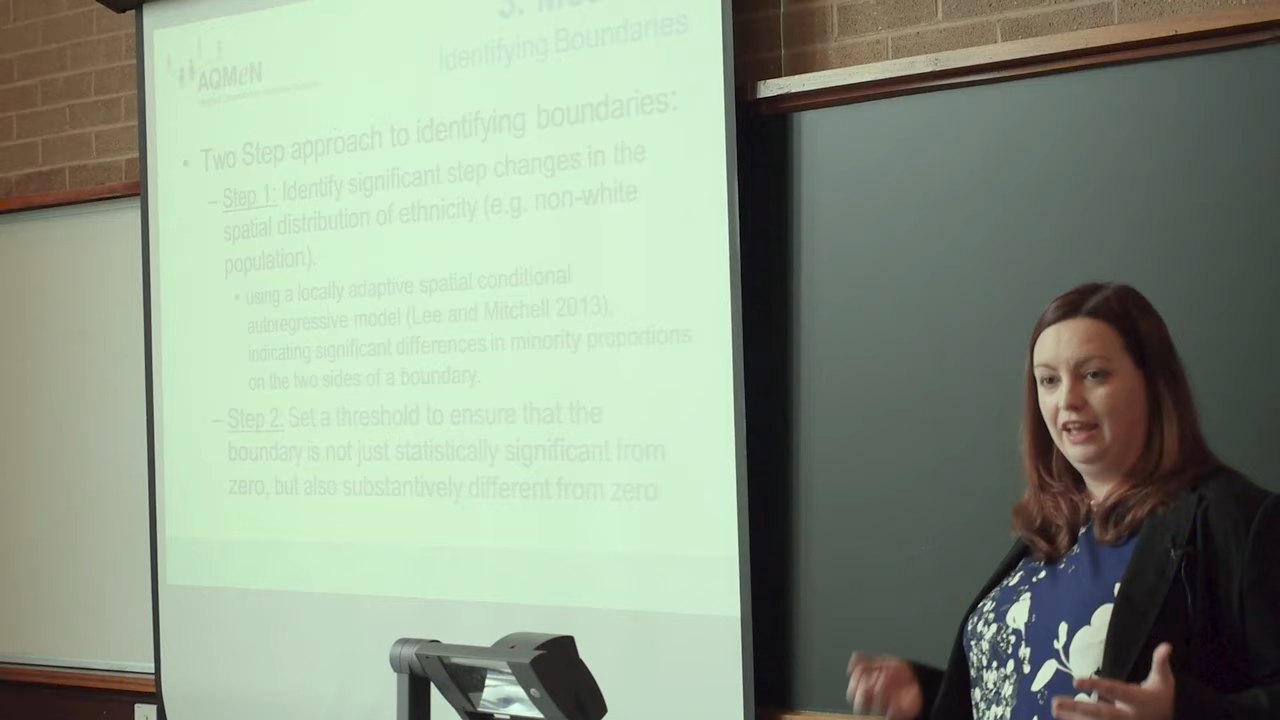 AQMeN
Identifying Boundaries
• Two Step approach to identifying boundaries:
– Step 1: Identify significant step changes in the
spatial distribution of ethnicity (e.g. non-white
population).
• using a locally adaptive spatial conditional
autoregressive model (Lee and Mitchell 2013),
indicating significant differences in minority proportions
on the two sides of a boundary.
– Step 2: Set a threshold to ensure that the
boundary is not just statistically significant from
zero, but also substantively different from zero